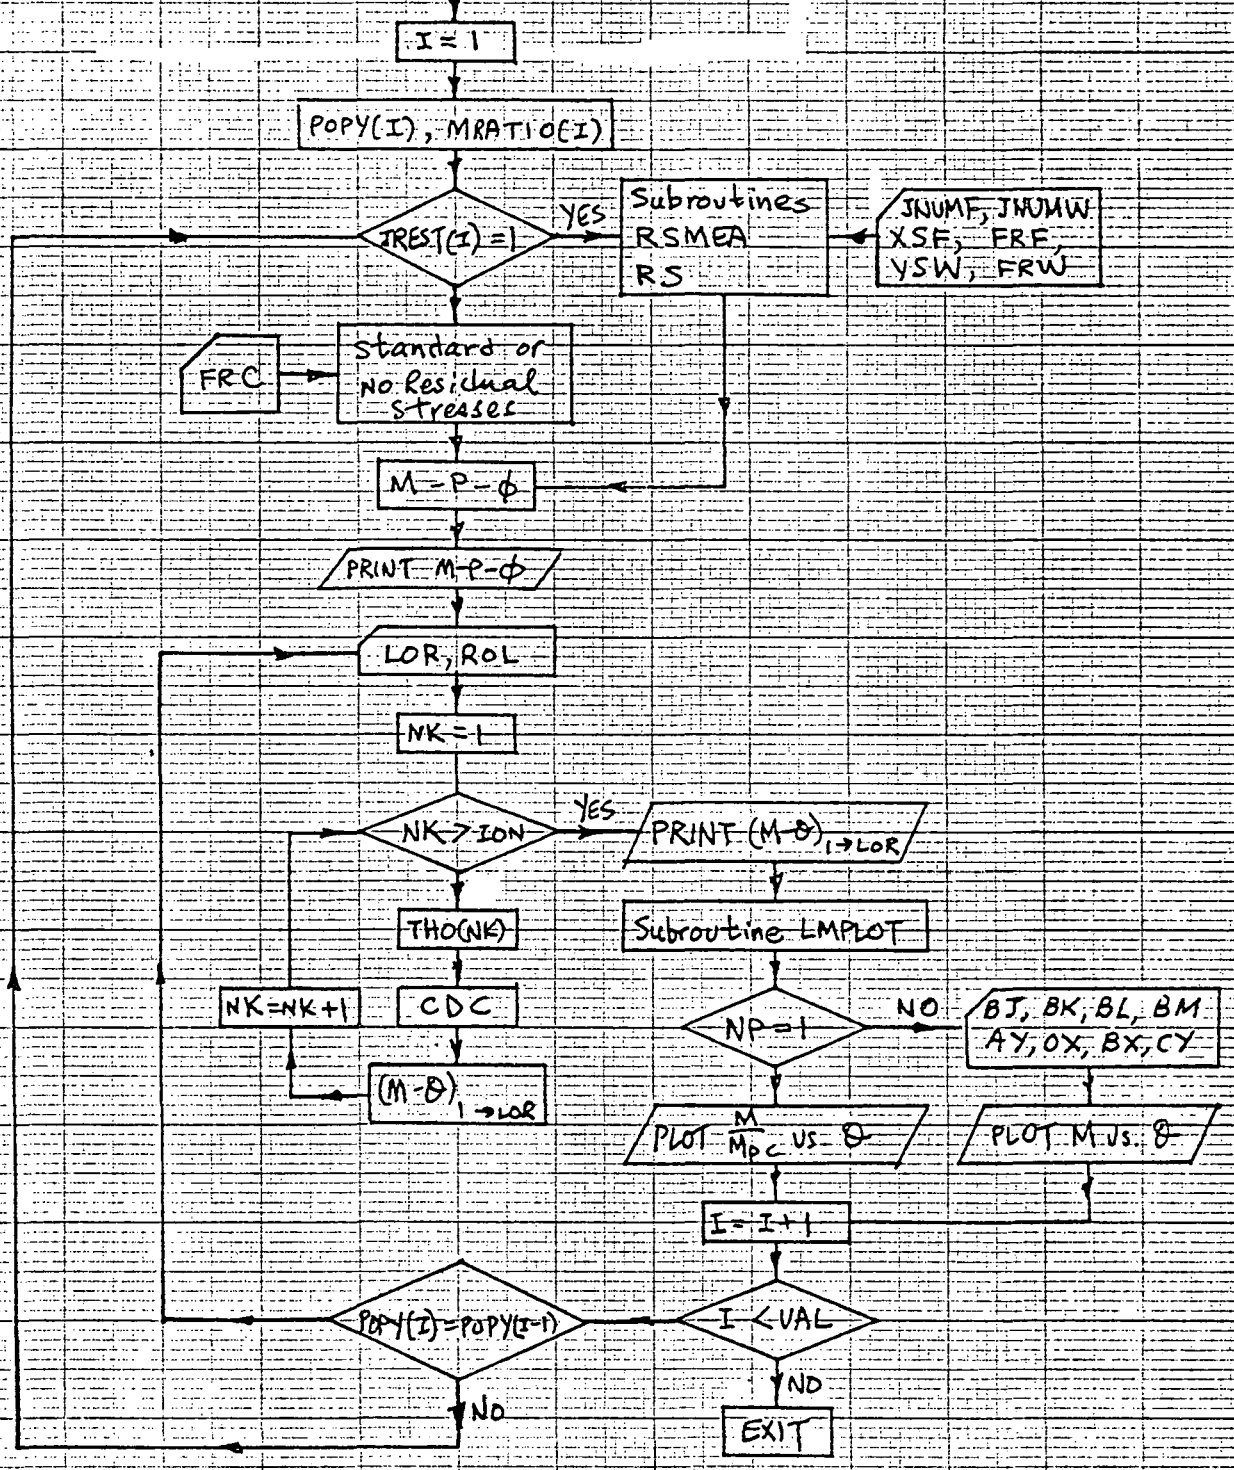 I = 1
POPY(I), MRATIO(I)
IREST(I) = 1
YES
Subroutines
RSMEA
RS
JNUMF, JNUMW
XSF, FRF,
YSW, FRW
FRC
Standard or
No Residual
Stresses
M - P - ϕ
PRINT M-P-ϕ
LOR, ROL
NK = 1
NK > ION
YES
PRINT (M-θ) 1→LOR
THO(NK)
Subroutine LMPLOT
NK=NK+1
CDC
NP = 1
NO
BJ, BK, BL, BM
AY, OX, BX, CY
(M-θ) 1→LOR
PLOT M/Mpc vs. θ
PLOT M vs. θ
I = I + 1
POPY(I) = POPY(I-1)
I < VAL
NO
NO
EXIT